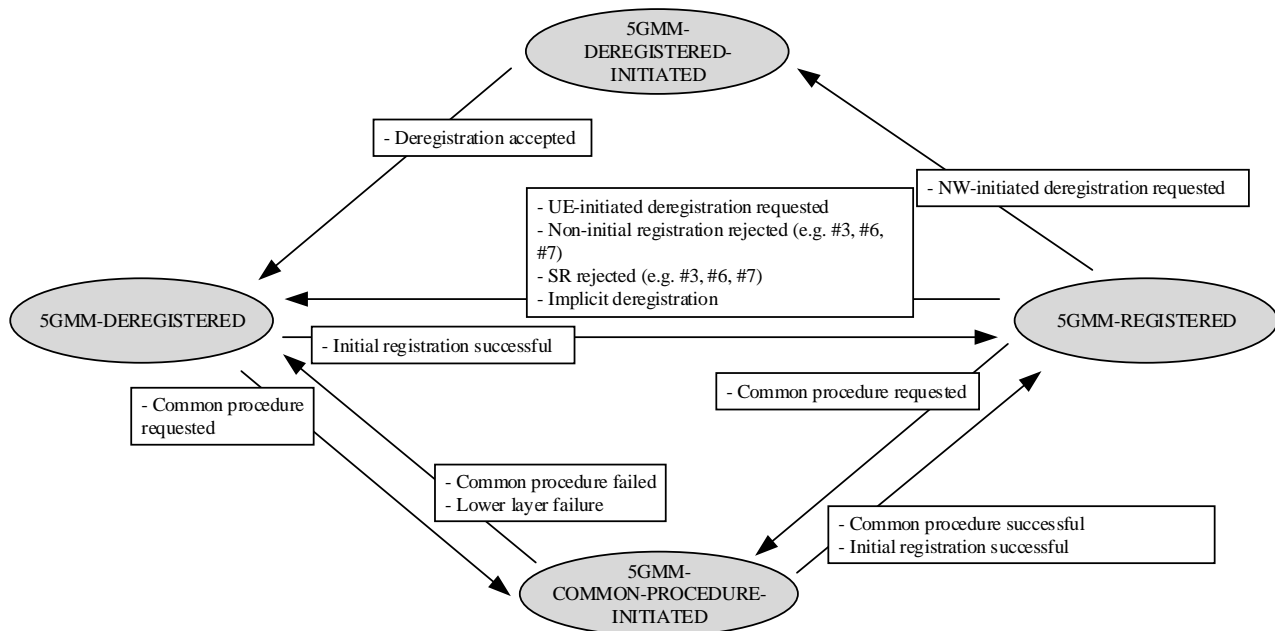 5GMM-
DEREGISTERED-
INITIATED
- Deregistration accepted
- NW-initiated deregistration requested
- UE-initiated deregistration requested
- Non-initial registration rejected (e.g. #3, #6,
#7)
- SR rejected (e.g. #3, #6, #7)
- Implicit deregistration
5GMM-DEREGISTERED
5GMM-REGISTERED
- Initial registration successful
- Common procedure requested
- Common procedure
requested
- Common procedure failed
- Lower layer failure
- Common procedure successful
- Initial registration successful
5GMM-
COMMON-PROCEDURE-
INITIATED